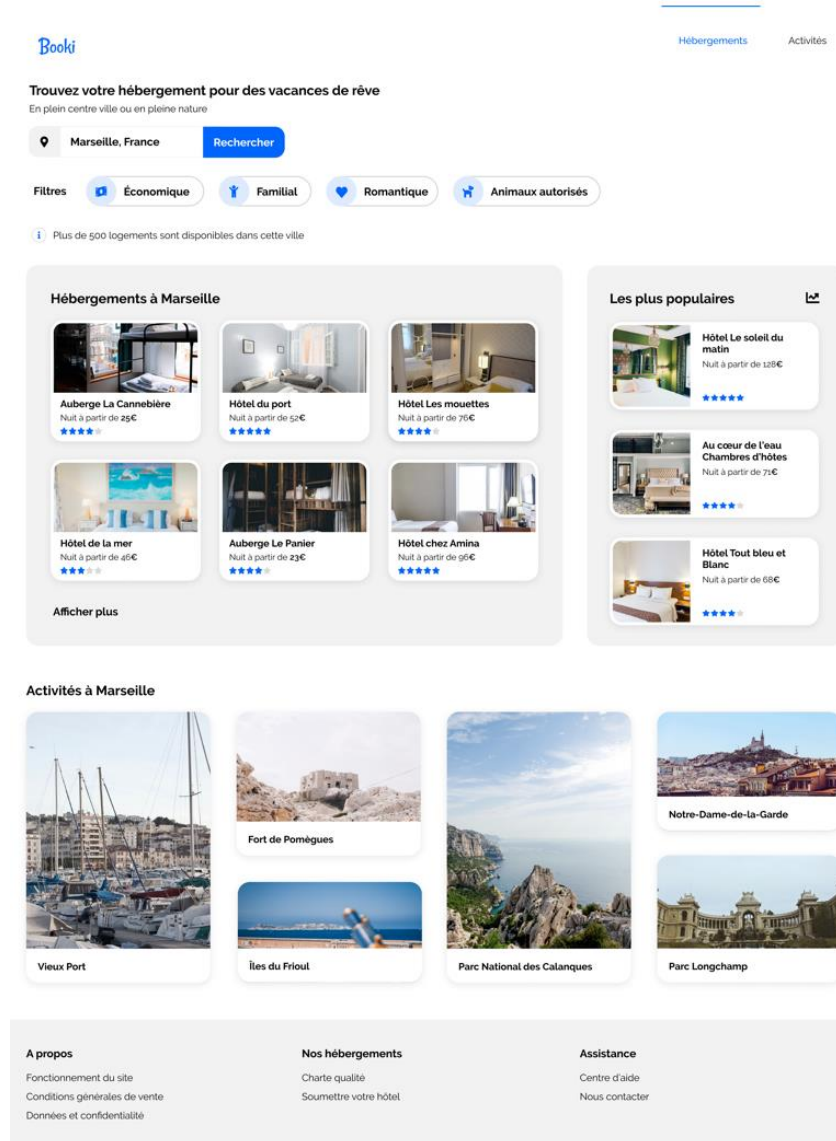 Booki
Hébergements
Activités
Trouvez votre hébergement pour des vacances de rêve
En plein centre ville ou en pleine nature
Marseille, France
Rechercher
Filtres
Économique
Familial
Romantique
Animaux autorisés
Plus de 500 logements sont disponibles dans cette ville
Hébergements à Marseille
Auberge La Cannebière
Nuit à partir de 25€
Hôtel du port
Nuit à partir de 52€
Hôtel Les mouettes
Nuit à partir de 76€
Hôtel de la mer
Nuit à partir de 46€
Auberge Le Panier
Nuit à partir de 23€
Hôtel chez Amina
Nuit à partir de 96€
Afficher plus
Les plus populaires
Hôtel Le soleil du
matin
Nuit à partir de 128€
Au cœur de l'eau
Chambres d'hôtes
Nuit à partir de 71€
Hôtel Tout bleu et
Blanc
Nuit à partir de 68€
Activités à Marseille
Vieux Port
Fort de Pomègues
Îles du Frioul
Parc National des Calanques
Notre-Dame-de-la-Garde
Parc Longchamp
A propos
Fonctionnement du site
Conditions générales de vente
Données et confidentialité
Nos hébergements
Charte qualité
Soumettre votre hôtel
Assistance
Centre d'aide
Nous contacter